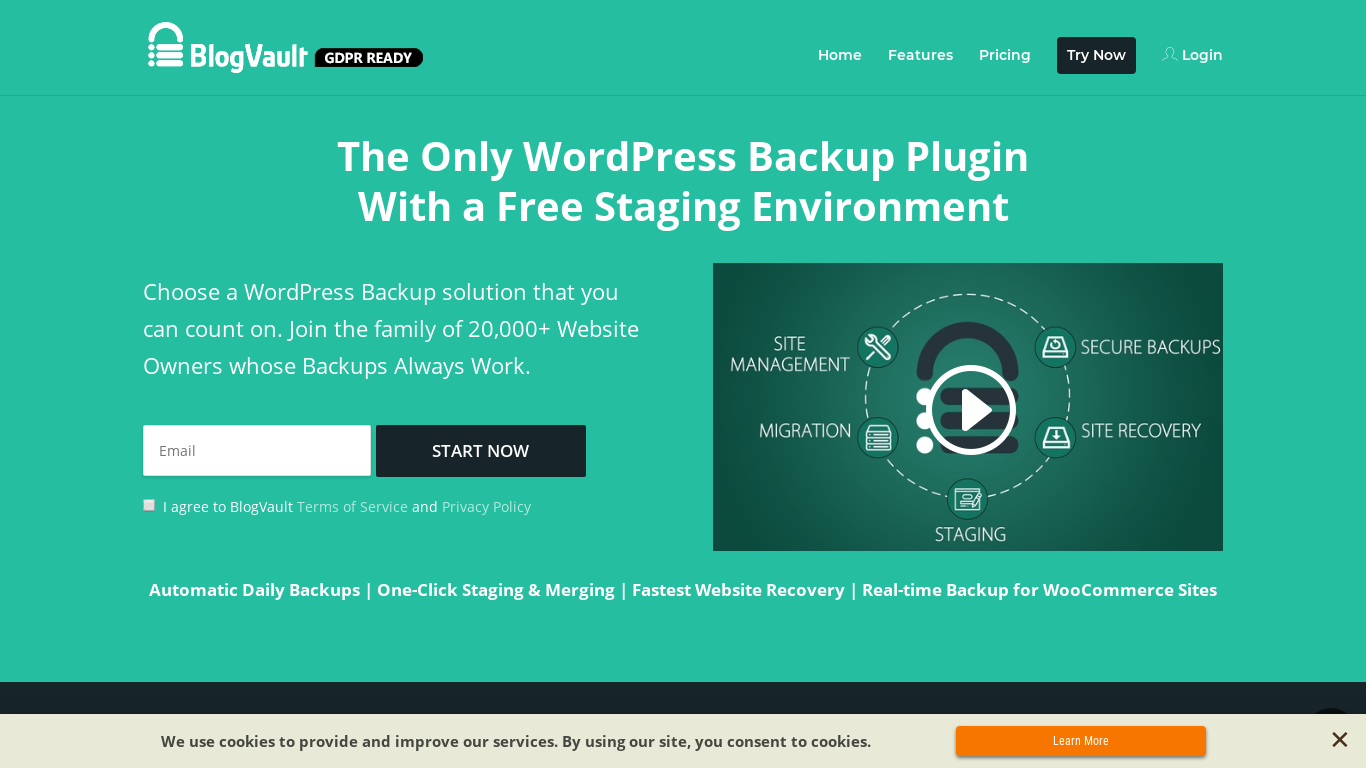 BlogVault GDPR READY
Home Features Pricing Try Now Login
The Only WordPress Backup Plugin
With a Free Staging Environment
Choose a WordPress Backup solution that you
can count on. Join the family of 20,000+ Website
Owners whose Backups Always Work.
Email START NOW
I agree to BlogVault Terms of Service and Privacy Policy
SITE
MANAGEMENT
SECURE BACKUPS
MIGRATION
SITE RECOVERY
STAGING
Automatic Daily Backups | One-Click Staging & Merging | Fastest Website Recovery | Real-time Backup for WooCommerce Sites
We use cookies to provide and improve our services. By using our site, you consent to cookies.
Learn More